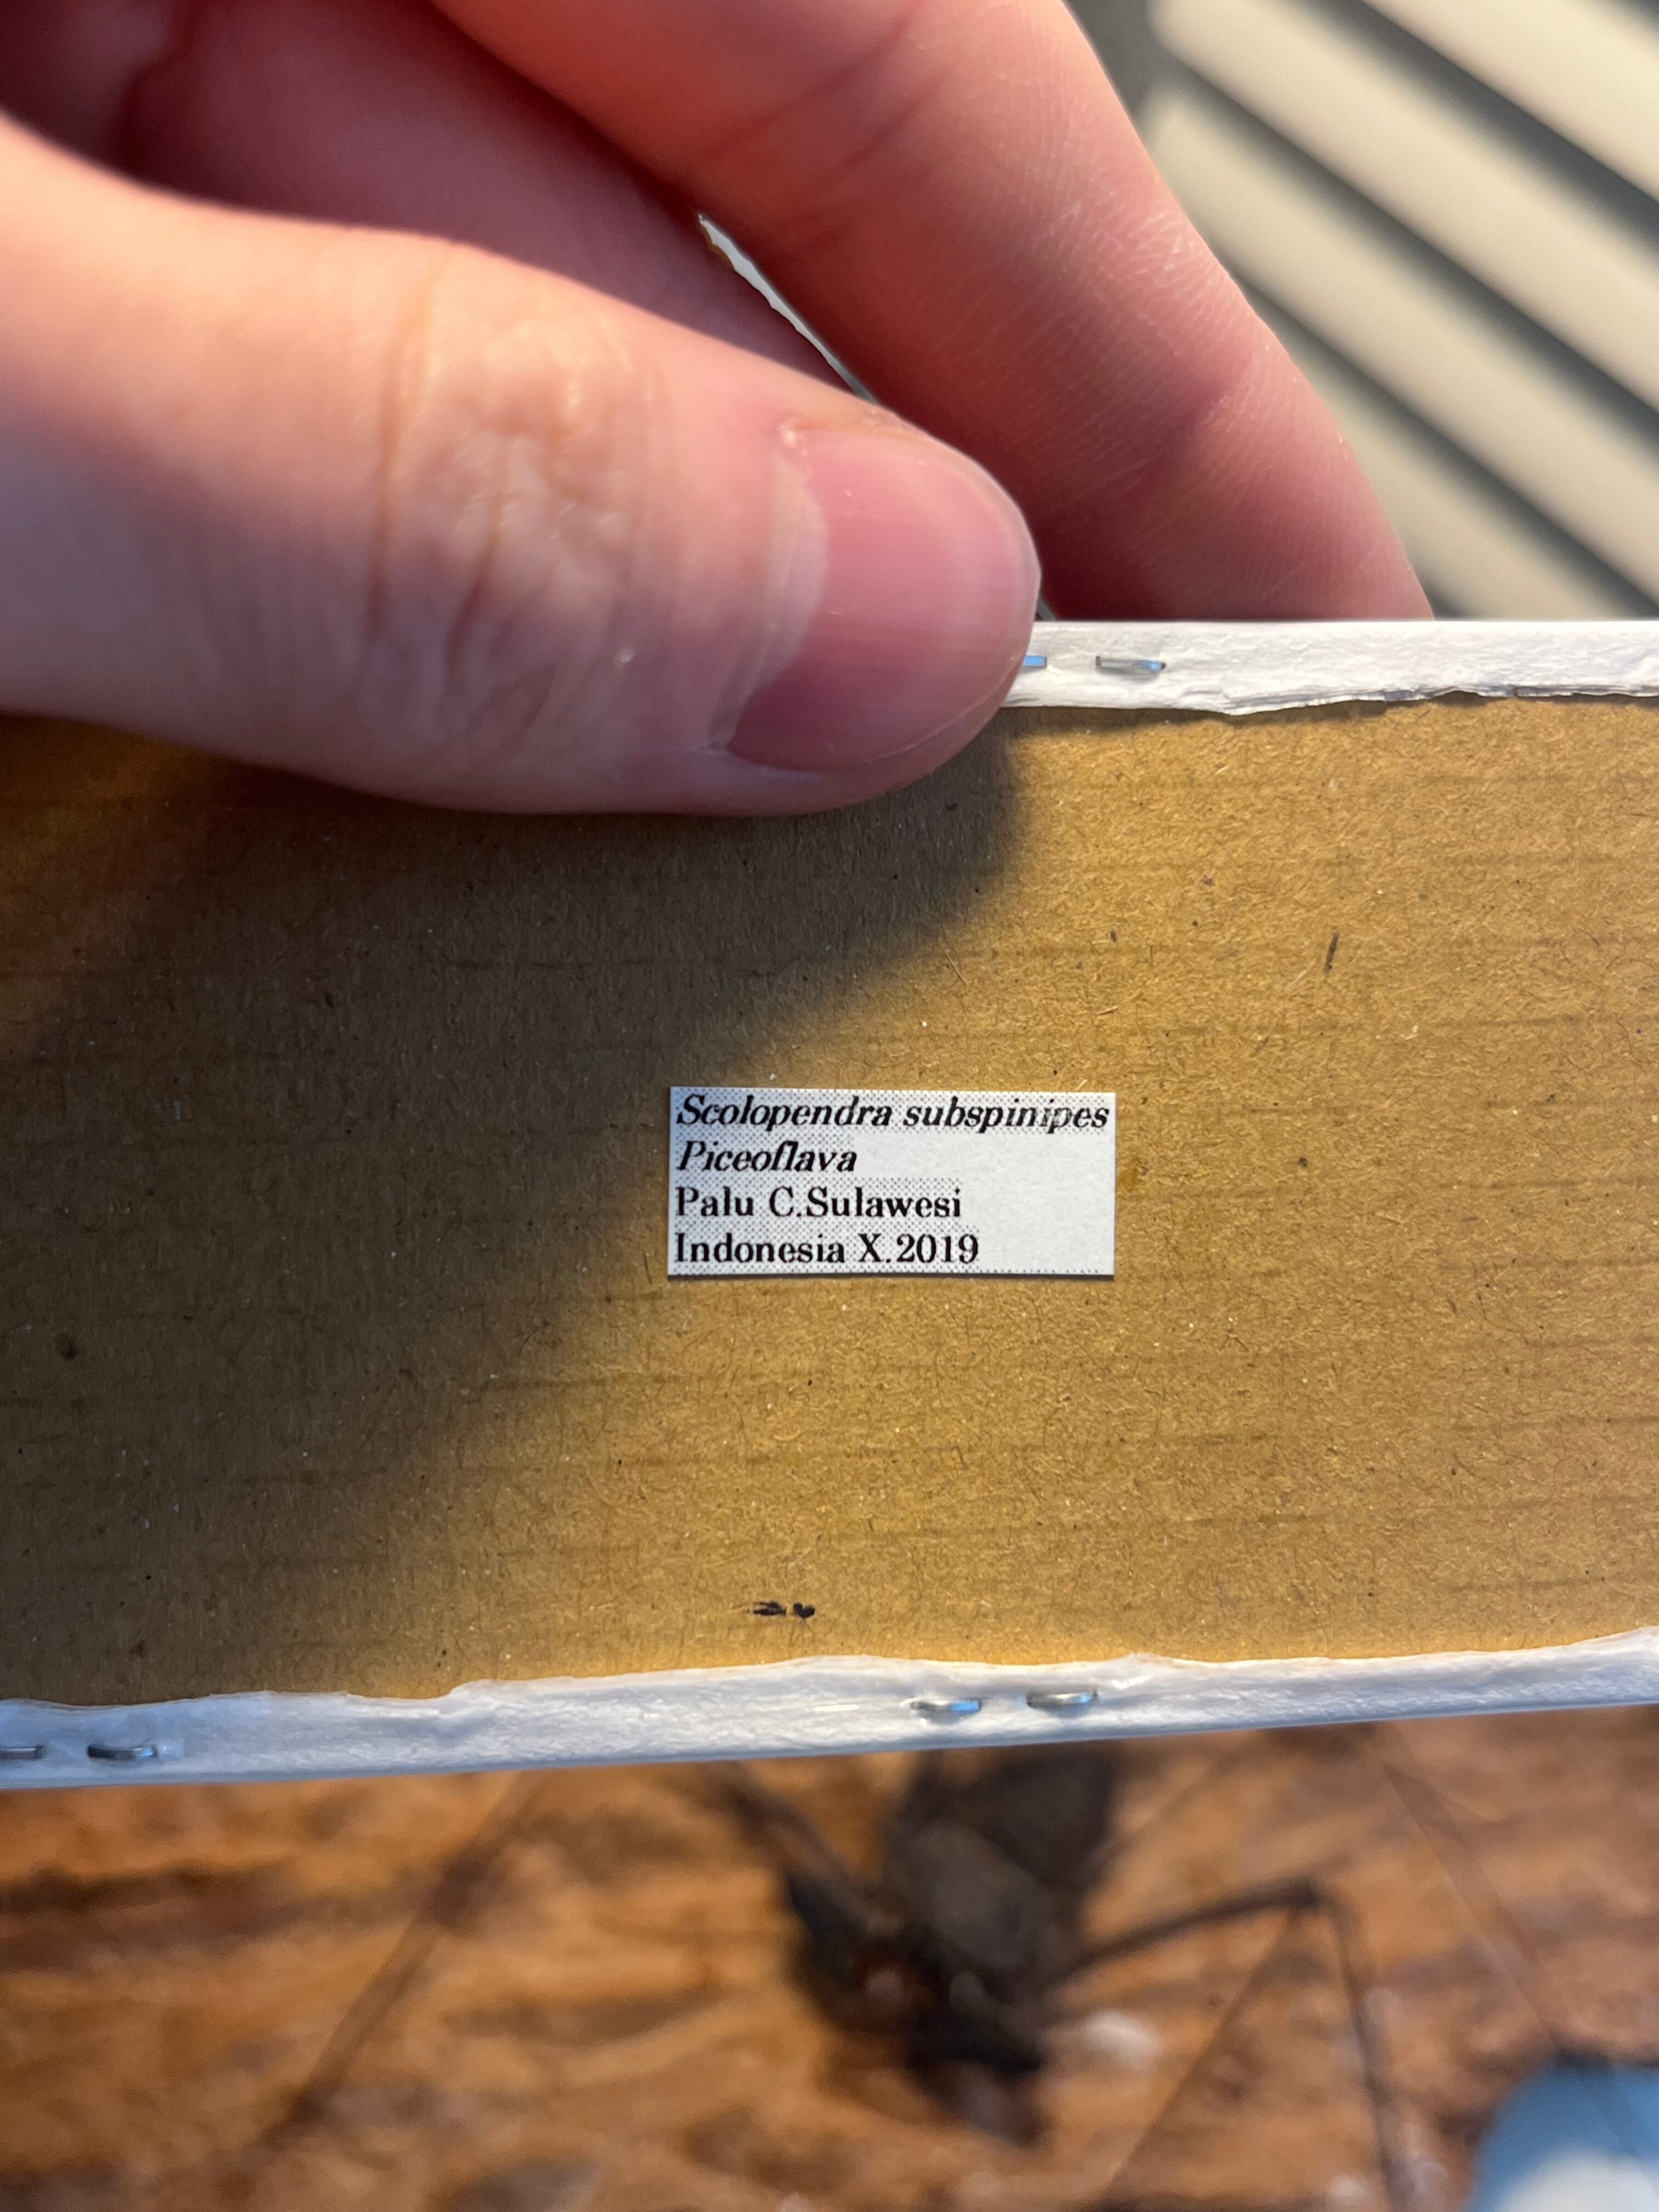 Scolopendra subspinipes
Piceoflava
Palu C.Sulawesi
Indonesia X.2019